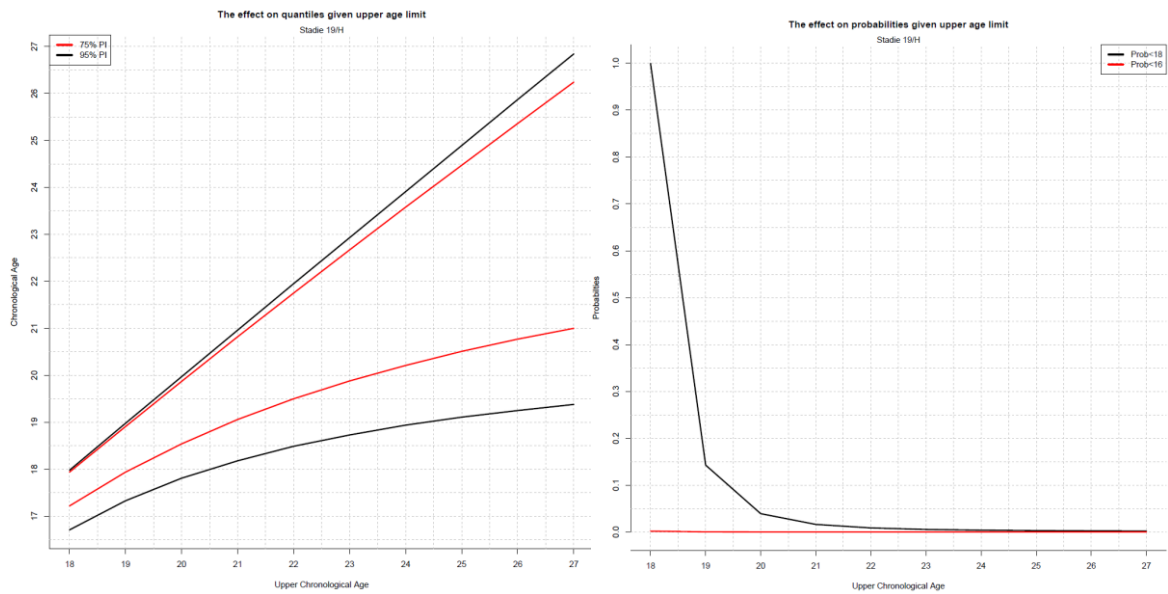 The effect on quantiles given upper age limit
Stadie 19/H
75% PI
95% PI
27
26
25
24
23
22
21
20
19
18
17
Chronological Age
18 19 20 21 22 23 24 25 26 27
Upper Chronological Age
The effect on probabilities given upper age limit
Stadie 19/H
Prob<18
Prob<16
1.0
0.9
0.8
0.7
0.6
0.5
0.4
0.3
0.2
0.1
0.0
Probabilties
18 19 20 21 22 23 24 25 26 27
Upper Chronological Age